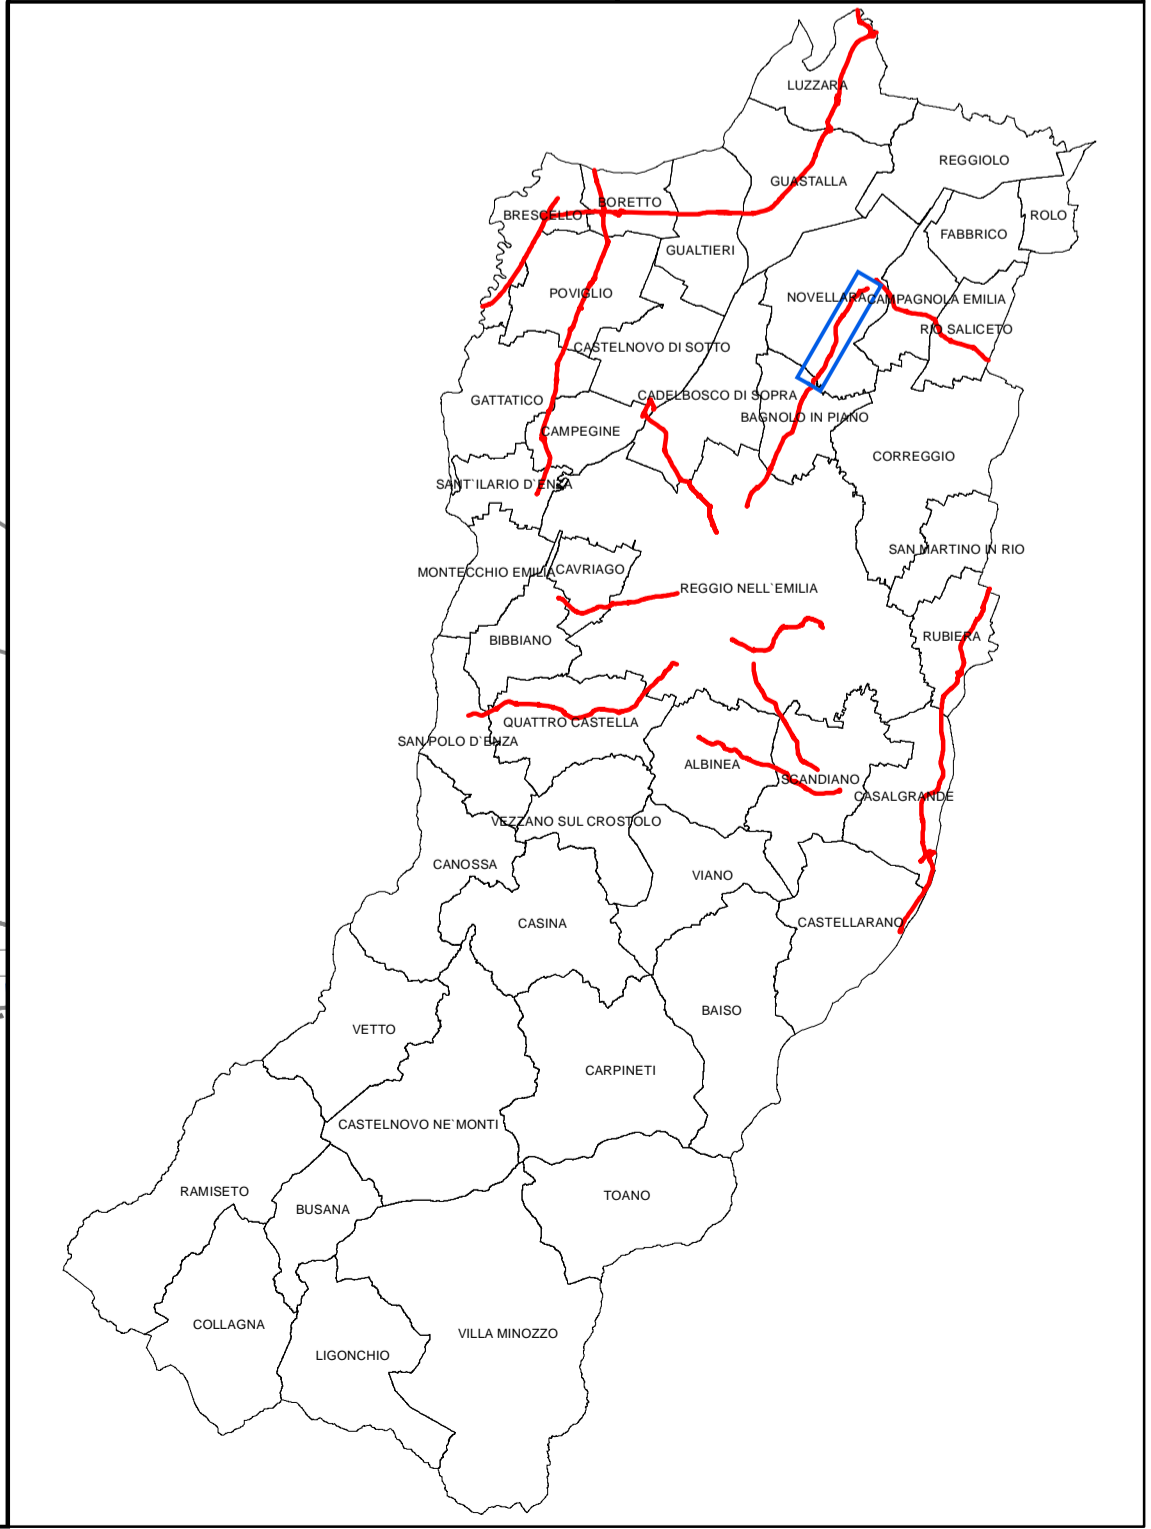 LUZZARA
REGGIOLO
GUASTALLA
BORETTO
BRESCELLO
ROLO
FABBRICO
GUALTIERI
POVIGLIO
NOVELLARA
CAMPAGNOLA EMILIA
RIO SALICETO
CASTELNOVO DI SOTTO
CADELBOSCO DI SOPRA
GATTATICO
BAGNOLO IN PIANO
CAMPEGINE
CORREGGIO
SANT`ILARIO D`ENZA
SAN MARTINO IN RIO
MONTECCHIO EMILIA
CAVRIAGO
REGGIO NELL`EMILIA
RUBIERA
BIBBIANO
QUATTRO CASTELLA
SAN POLO D`ENZA
ALBINEA
SCANDIANO
CASALGRANDE
VEZZANO SUL CROSTOLO
CANOSSA
VIANO
CASINA
CASTELLARANO
BAISO
VETTO
CARPINETI
CASTELNOVO NE`MONTI
RAMISETO
TOANO
BUSANA
COLLAGNA
VILLA MINOZZO
LIGONCHIO